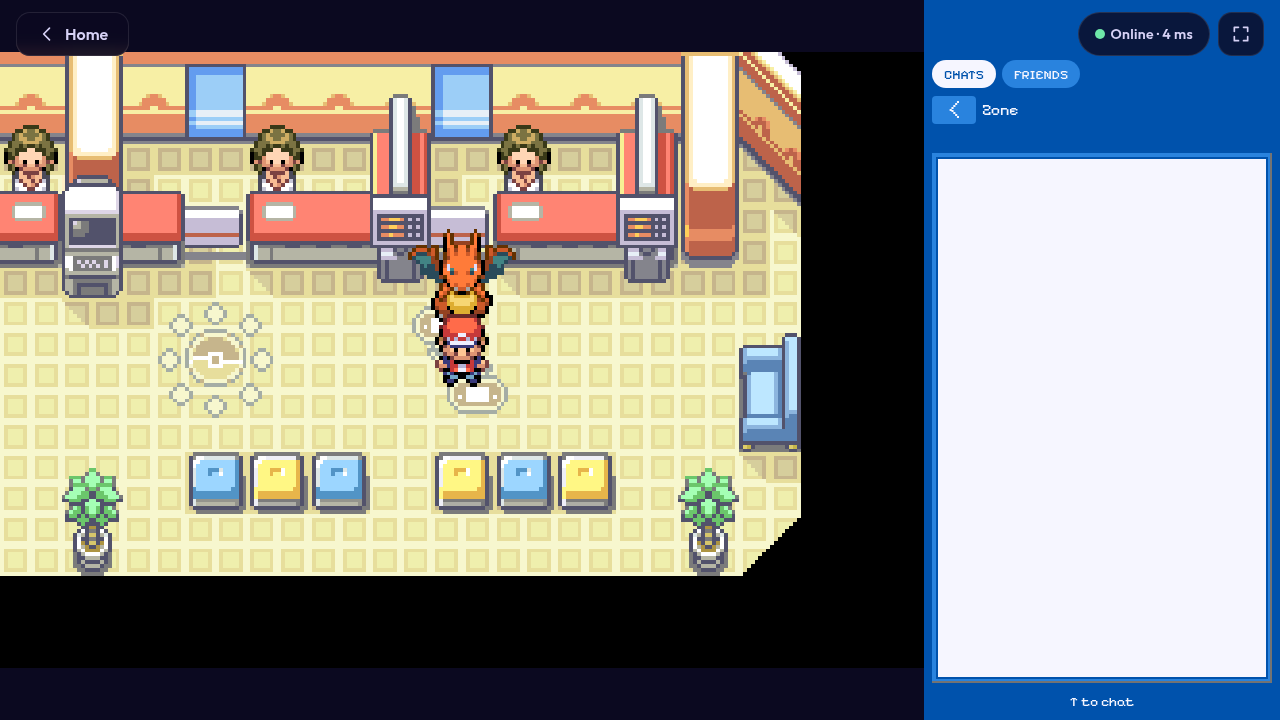 Home
Online · 4 ms
CHATS
FRIENDS
Zone
↑ to chat